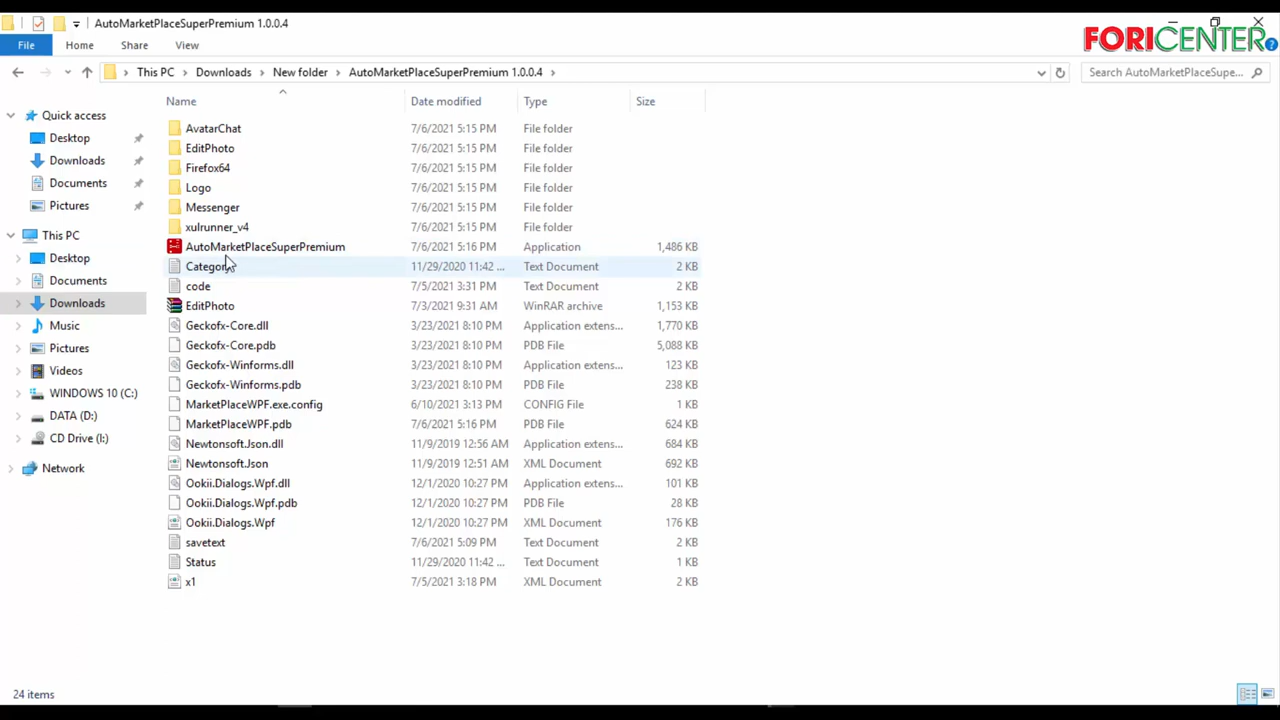 AutoMarketPlaceSuperPremium 1.0.0.4
FORICENTER
File Home Share View
This PC Downloads New folder AutoMarketPlaceSuperPremium 1.0.0.4 Search AutoMarketPlaceSupe...
Name Date modified Type Size
Quick access
Desktop
Downloads
Documents
Pictures
This PC
Desktop
Documents
Downloads
Music
Pictures
Videos
WINDOWS 10 (C:)
DATA (D:)
CD Drive (I:)
Network
AvatarChat 7/6/2021 5:15 PM File folder
EditPhoto 7/6/2021 5:15 PM File folder
Firefox64 7/6/2021 5:15 PM File folder
Logo 7/6/2021 5:15 PM File folder
Messenger 7/6/2021 5:15 PM File folder
xulrunner_v4 7/6/2021 5:15 PM File folder
AutoMarketPlaceSuperPremium 7/6/2021 5:16 PM Application 1,486 KB
Category 11/29/2020 11:42 ... Text Document 2 KB
code 7/5/2021 3:31 PM Text Document 2 KB
EditPhoto 7/3/2021 9:31 AM WinRAR archive 1,153 KB
Geckofx-Core.dll 3/23/2021 8:10 PM Application extens... 1,770 KB
Geckofx-Core.pdb 3/23/2021 8:10 PM PDB File 5,088 KB
Geckofx-Winforms.dll 3/23/2021 8:10 PM Application extens... 123 KB
Geckofx-Winforms.pdb 3/23/2021 8:10 PM PDB File 238 KB
MarketPlaceWPF.exe.config 6/10/2021 3:13 PM CONFIG File 1 KB
MarketPlaceWPF.pdb 7/6/2021 5:16 PM PDB File 624 KB
Newtonsoft.Json.dll 11/9/2019 12:56 AM Application extens... 684 KB
Newtonsoft.Json 11/9/2019 12:51 AM XML Document 692 KB
Ookii.Dialogs.Wpf.dll 12/1/2020 10:27 PM Application extens... 101 KB
Ookii.Dialogs.Wpf.pdb 12/1/2020 10:27 PM PDB File 28 KB
Ookii.Dialogs.Wpf 12/1/2020 10:27 PM XML Document 176 KB
savetext 7/6/2021 5:09 PM Text Document 2 KB
Status 11/29/2020 11:42 ... Text Document 1 KB
x1 7/5/2021 3:18 PM XML Document 2 KB
24 items